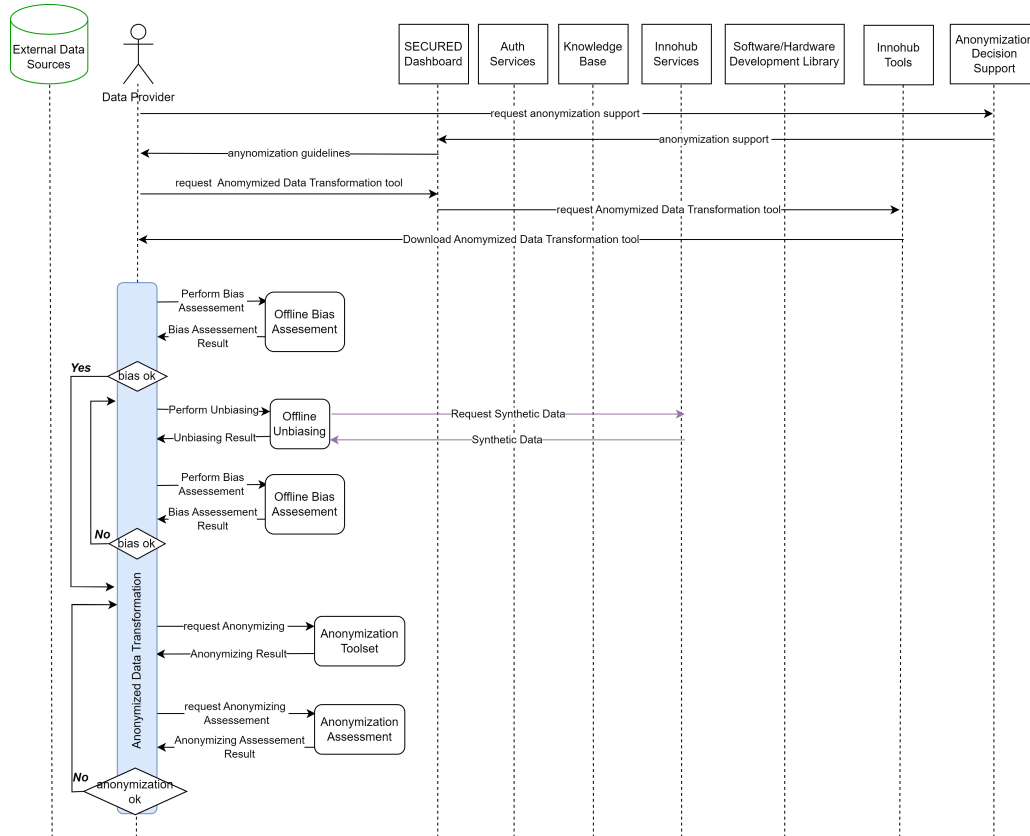 External Data
Sources
Data Provider
SECURED
Dashboard
Auth
Services
Knowledge
Base
Innohub
Services
Software/Hardware
Development Library
Innohub
Tools
Anonymization
Decision
Support
request anonymization support
anonymization support
anynomization guidelines
request Anomymized Data Transformation tool
request Anomymized Data Transformation tool
Download Anomymized Data Transformation tool
Perform Bias
Assessement
Offline Bias
Assesement
Bias Assessement
Result
Yes
bias ok
Perform Unbiasing
Offline
Unbiasing
Request Synthetic Data
Unbiasing Result
Synthetic Data
Perform Bias
Assessement
Offline Bias
Assesement
Bias Assessement
Result
No
bias ok
Anonymized Data Transformation
request Anonymizing
Anonymization
Toolset
Anonymizing Result
request Anonymizing
Assessement
Anonymization
Assessment
Anonymizing Assessement
Result
No
anonymization
ok